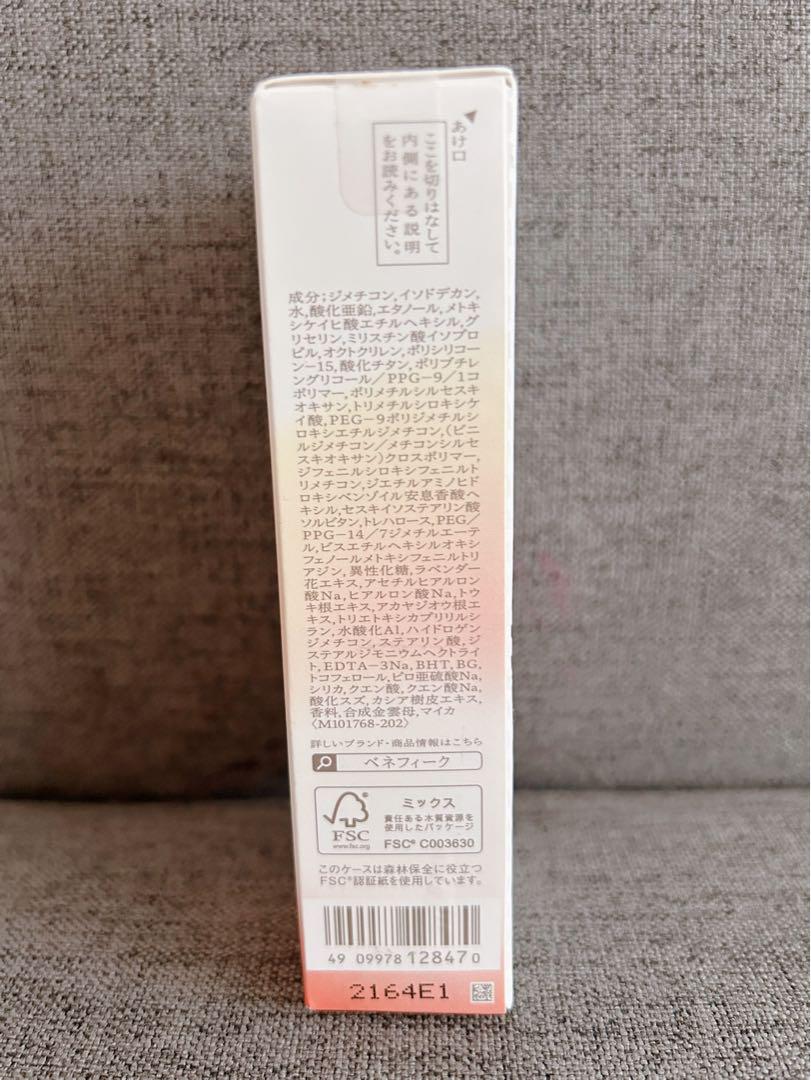 あけ口
ここを切りはなして
内側にある説明
をお読みください。
成分;ジメチコン,イソドデカン,
水,酸化亜鉛,エタノール,メトキ
シケイヒ酸エチルヘキシル,グ
リセリン,ミリスチン酸イソプロ
ピル,オクトクリレン,ポリシリコー
ン-15,酸化チタン,ポリブチレ
ングリコール/PPG-9/1コ
ポリマー,ポリメチルシルセスキ
オキサン,トリメチルシロキシケ
イ酸,PEG-9ポリジメチルシ
ロキシエチルジメチコン,(ビニ
ルジメチコン/メチコンシルセ
スキオキサン)クロスポリマー,
ジフェニルシロキシフェニルト
リメチコン,ジエチルアミノヒド
ロキシベンゾイル安息香酸ヘ
キシル,セスキイソステアリン酸
ソルビタン,トレハロース,PEG/
PPG-14/7ジメチルエーテ
ル,ビスエチルヘキシルオキシ
フェノールメトキシフェニルトリ
アジン,異性化糖,ラベンダー
花エキス,アセチルヒアルロン
酸Na,ヒアルロン酸Na,トウ
キ根エキス,アカヤジオウ根エ
キス,トリエトキシカプリリルシ
ラン,水酸化Al,ハイドロゲン
ジメチコン,ステアリン酸,ジ
ステアルジモニウムヘクトライ
ト,EDTA-3Na,BHT,BG,
トコフェロール,ピロ亜硫酸Na,
シリカ,クエン酸,クエン酸Na,
酸化スズ,カシア樹皮エキス,
香料,合成金雲母,マイカ
〈M101768-202〉
詳しいブランド・商品情報はこちら
ベネフィーク
FSC
www.fsc.org
ミックス
責任ある木質資源を
使用したパッケージ
FSC® C003630
このケースは森林保全に役立つ
FSC®認証紙を使用しています。
49 09978 12847 0
2164E1